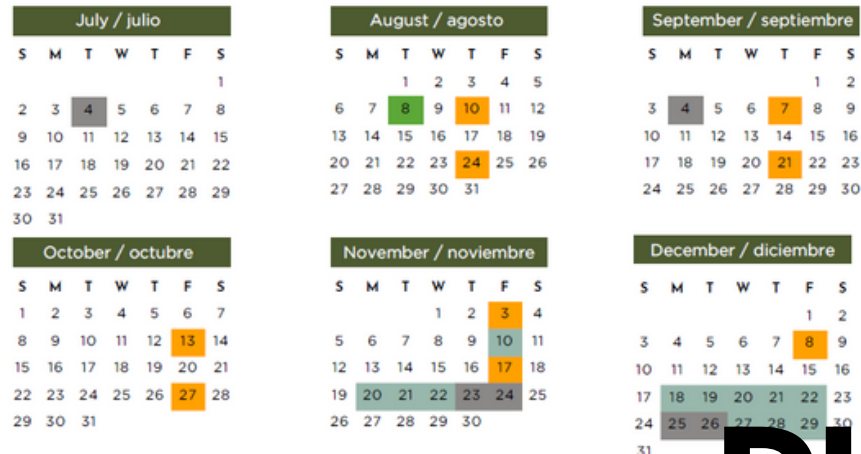 July / julio
August / agosto
September / septiembre
S M T W T F S
S M T W T F S
S M T W T F S
1
1 2 3 4 5
1 2
2 3 4 5 6 7 8
6 7 8 9 10 11 12
3 4 5 6 7 8 9
9 10 11 12 13 14 15
13 14 15 16 17 18 19
10 11 12 13 14 15 16
16 17 18 19 20 21 22
20 21 22 23 24 25 26
17 18 19 20 21 22 23
23 24 25 26 27 28 29
27 28 29 30 31
24 25 26 27 28 29 30
30 31
October / octubre
November / noviembre
December / diciembre
S M T W T F S
S M T W T F S
S M T W T F S
1 2 3 4 5 6 7
1 2 3 4
1 2
8 9 10 11 12 13 14
5 6 7 8 9 10 11
3 4 5 6 7 8 9
15 16 17 18 19 20 21
12 13 14 15 16 17 18
10 11 12 13 14 15 16
22 23 24 25 26 27 28
19 20 21 22 23 24 25
17 18 19 20 21 22 23
29 30 31
26 27 28 29 30
24 25 26 27 28 29 30
31